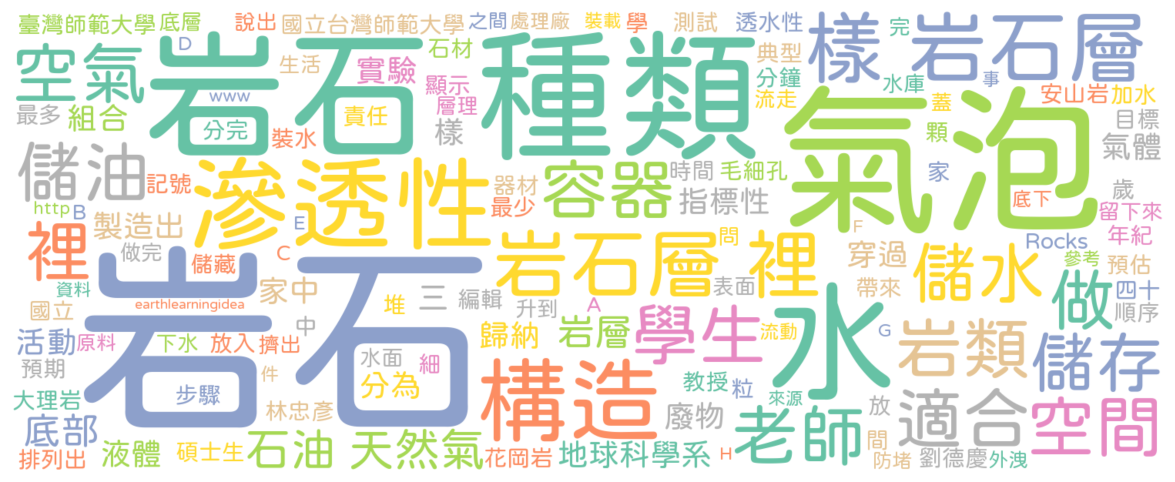 臺灣師範大學 底層 說出 國立台灣師範大學 之間 處理廠 裝載 學 測試 透水性 完
空氣 D 岩石 種類 石材 典型 樣 岩石層
生活 實驗 分鐘 水庫 事
www 顯示 流走 蓋 安山岩 加水
最多 組合 分完 裝水 責任 層理 樣 氣泡 顆 目標
儲油 滲透性 容器 時間 毛細孔 家 氣體
記號 器材 指標性 底下 歲
http B 製造出 E 最少 留下來
裡 做完 C 岩石層 問 裡 F Rocks 年紀
儲藏 岩石 穿過 儲水 參考
資料 earthlearningidea 家中 三 編輯 表面 帶來 做 預估
國立 中 堆 升到 A 水 四十
活動 原料 下水 放入 擠出 歸納 岩層 學生 流動 G 岩類 順序
預期 件 水面 細 構造 儲存
大理岩 步驟 分為 教授 粒 來源
底部 林忠彥 廢物 老師 放 適合 空間
排列出 液體 碩士生 石油 天然氣 花岡岩 地球科學系 H 間 防堵 劉德慶 外洩